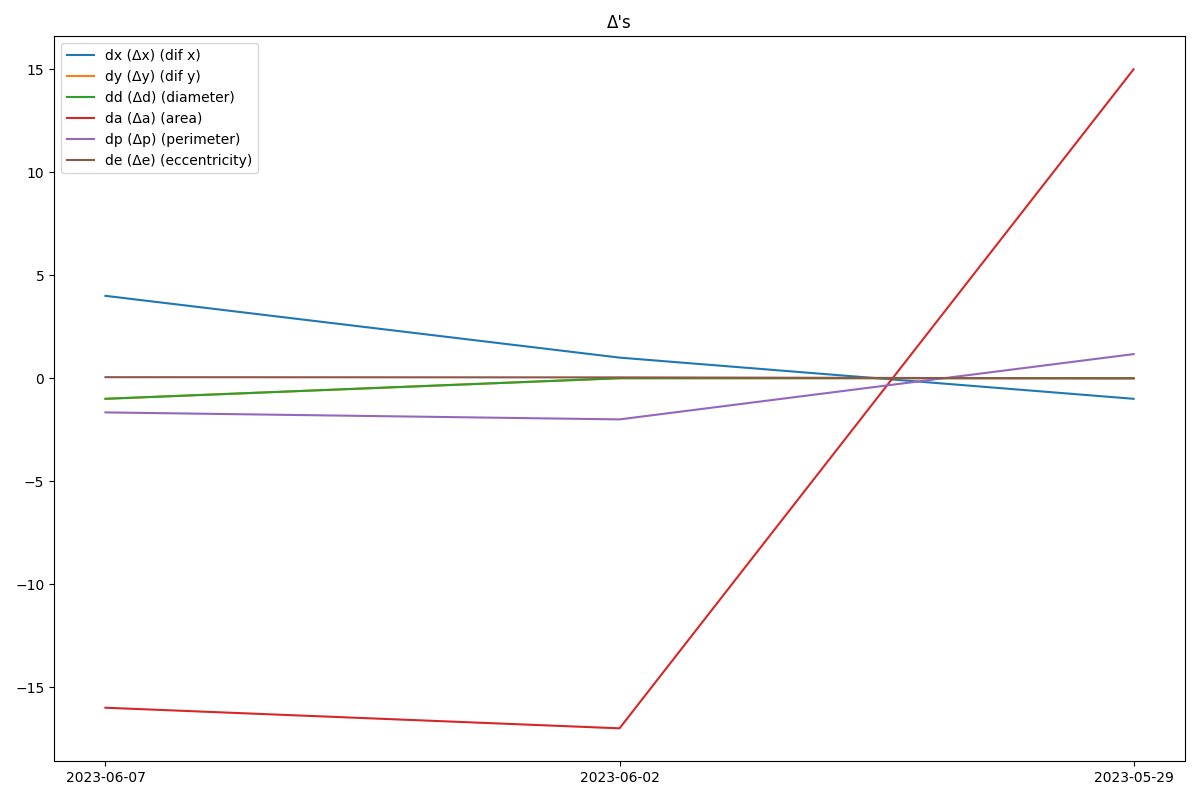 Δ's
dx (Δx) (dif x)
dy (Δy) (dif y)
dd (Δd) (diameter)
da (Δa) (area)
dp (Δp) (perimeter)
de (Δe) (eccentricity)
15
10
5
0
−5
−10
−15
2023-06-07
2023-06-02
2023-05-29